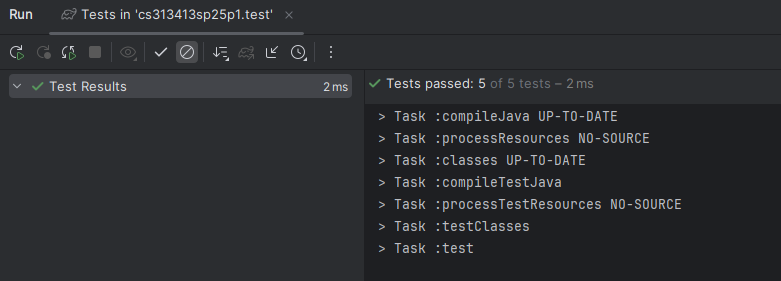 Run Tests in 'cs313413sp25p1.test'
Test Results 2 ms
Tests passed: 5 of 5 tests – 2 ms
> Task :compileJava UP-TO-DATE
> Task :processResources NO-SOURCE
> Task :classes UP-TO-DATE
> Task :compileTestJava
> Task :processTestResources NO-SOURCE
> Task :testClasses
> Task :test